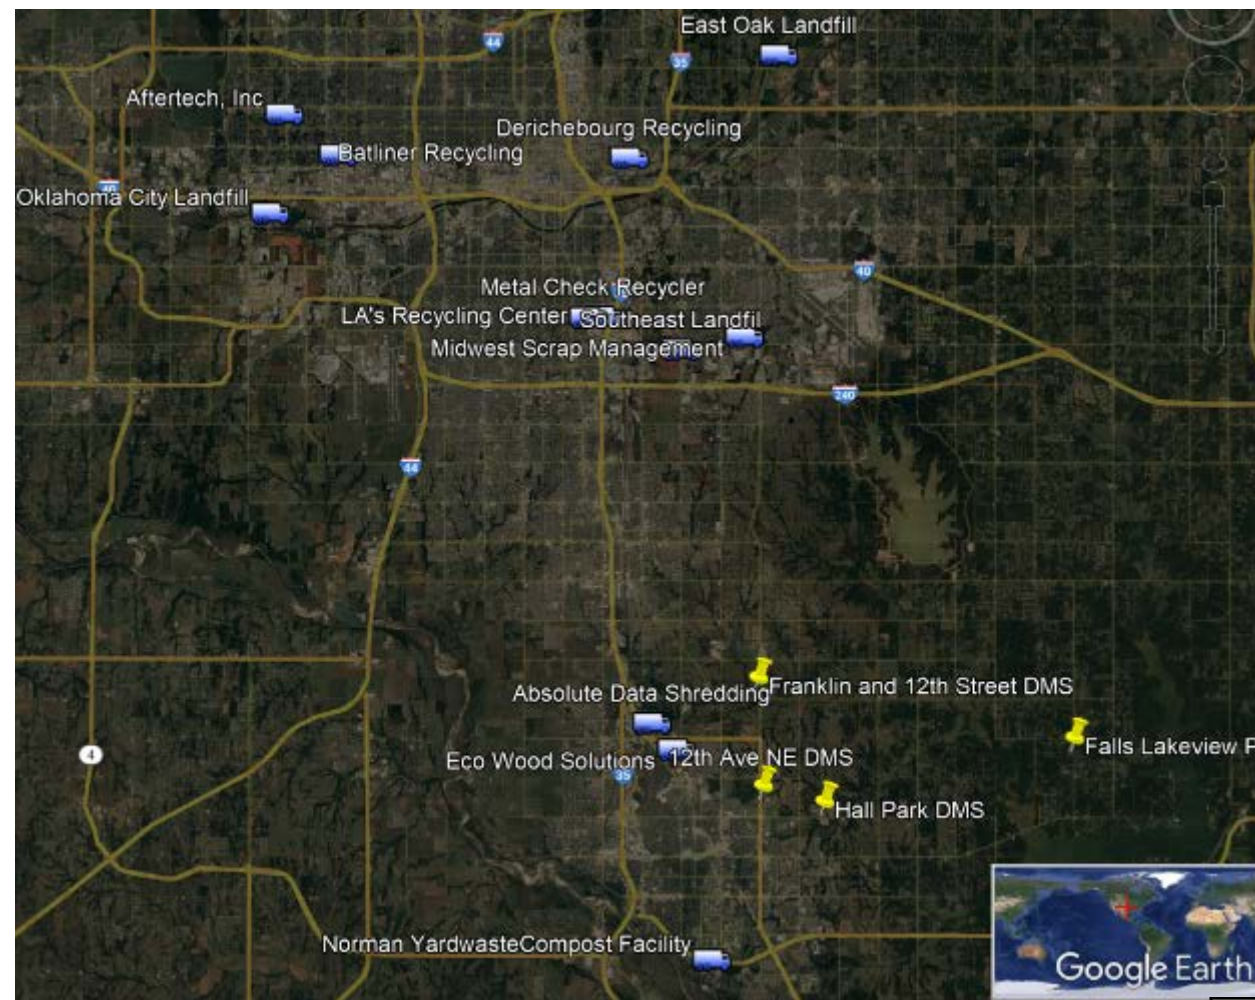 East Oak Landfill
44
35
Aftertech, Inc
Derichebourg Recycling
Batliner Recycling
40
Oklahoma City Landfill
40
Metal Check Recycler
LA's Recycling Center
Southeast Landfil
Midwest Scrap Management
240
44
Franklin and 12th Street DMS
Absolute Data Shredding
4
Falls Lakeview P
Eco Wood Solutions
12th Ave NE DMS
35
Hall Park DMS
Norman YardwasteCompost Facility
Google Earth